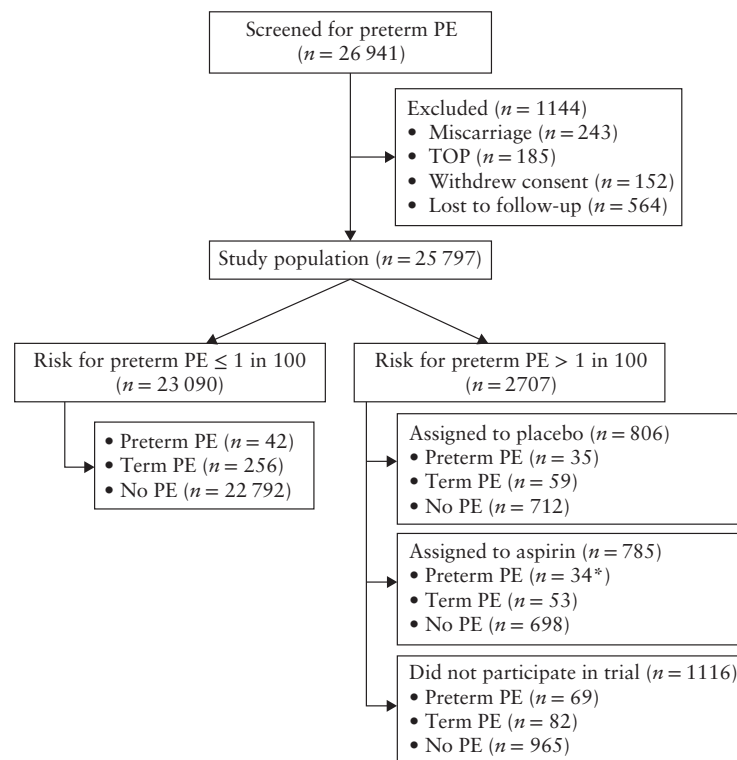 Screened for preterm PE
(n = 26 941)
Excluded (n = 1144)
• Miscarriage (n = 243)
• TOP (n = 185)
• Withdrew consent (n = 152)
• Lost to follow-up (n = 564)
Study population (n = 25 797)
Risk for preterm PE ≤ 1 in 100
(n = 23 090)
• Preterm PE (n = 42)
• Term PE (n = 256)
• No PE (n = 22 792)
Risk for preterm PE > 1 in 100
(n = 2707)
Assigned to placebo (n = 806)
• Preterm PE (n = 35)
• Term PE (n = 59)
• No PE (n = 712)
Assigned to aspirin (n = 785)
• Preterm PE (n = 34*)
• Term PE (n = 53)
• No PE (n = 698)
Did not participate in trial (n = 1116)
• Preterm PE (n = 69)
• Term PE (n = 82)
• No PE (n = 965)